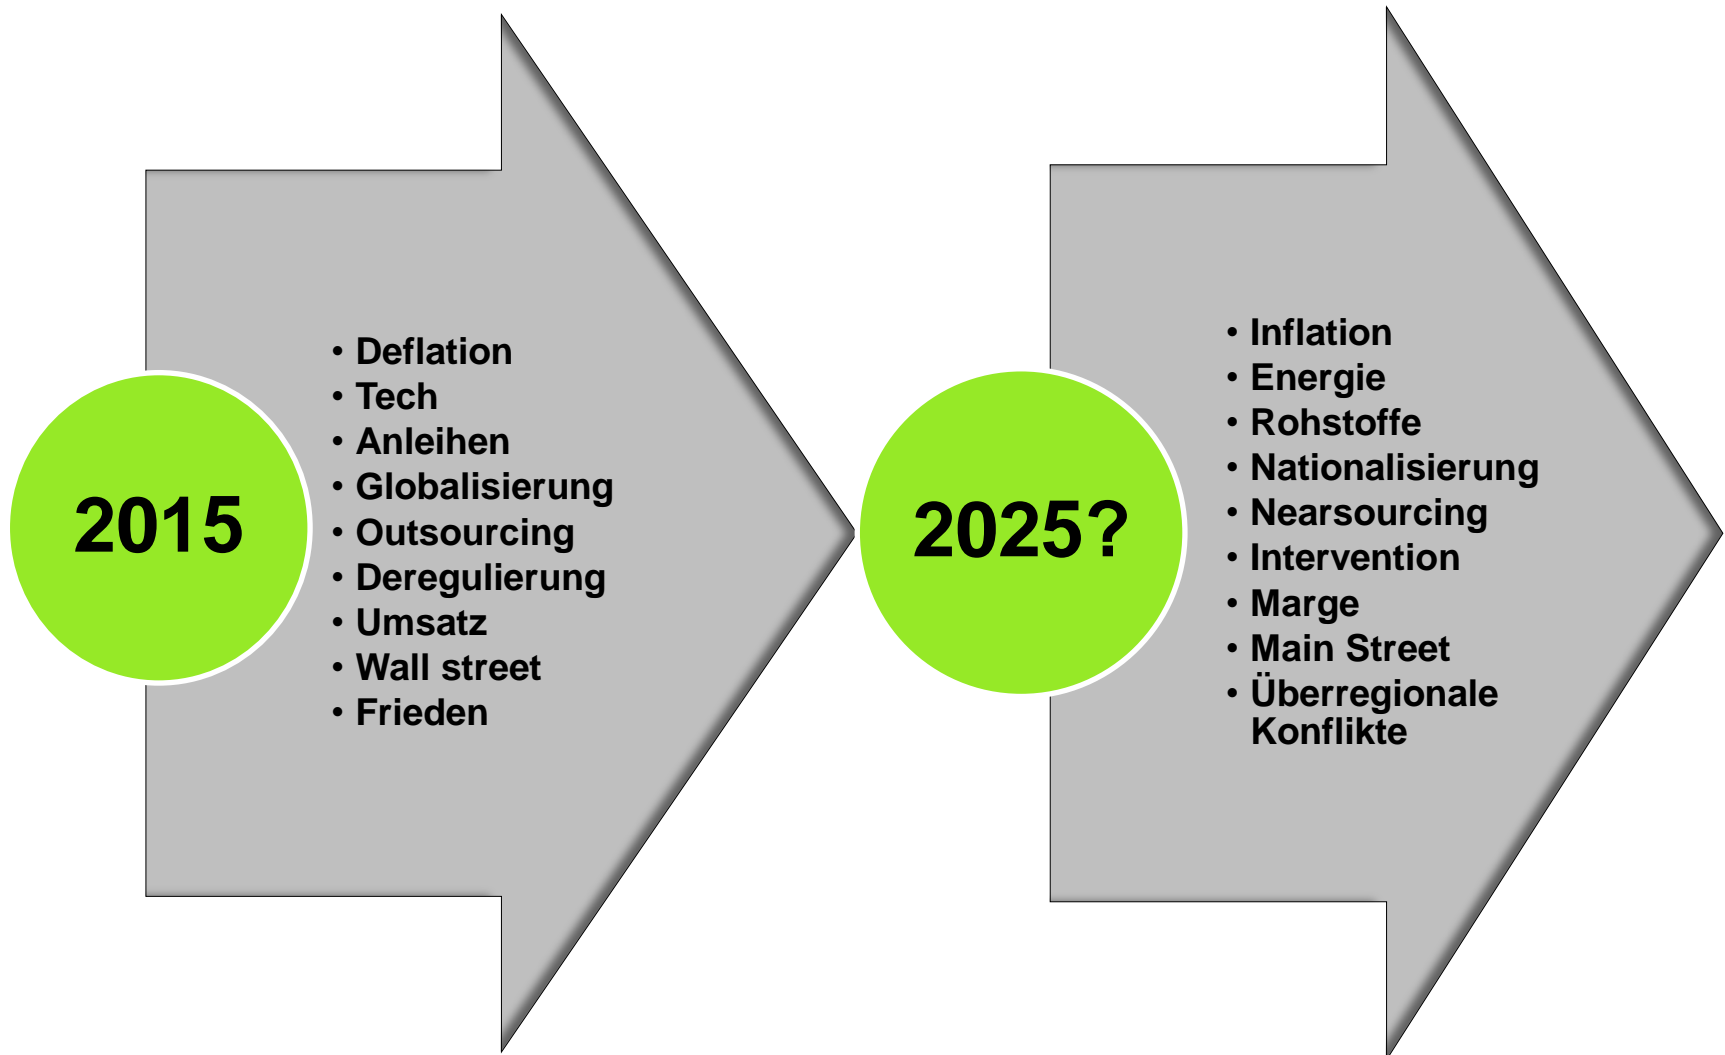 2015
• Deflation
• Tech
• Anleihen
• Globalisierung
• Outsourcing
• Deregulierung
• Umsatz
• Wall street
• Frieden
2025?
• Inflation
• Energie
• Rohstoffe
• Nationalisierung
• Nearsourcing
• Intervention
• Marge
• Main Street
• Überregionale
Konflikte